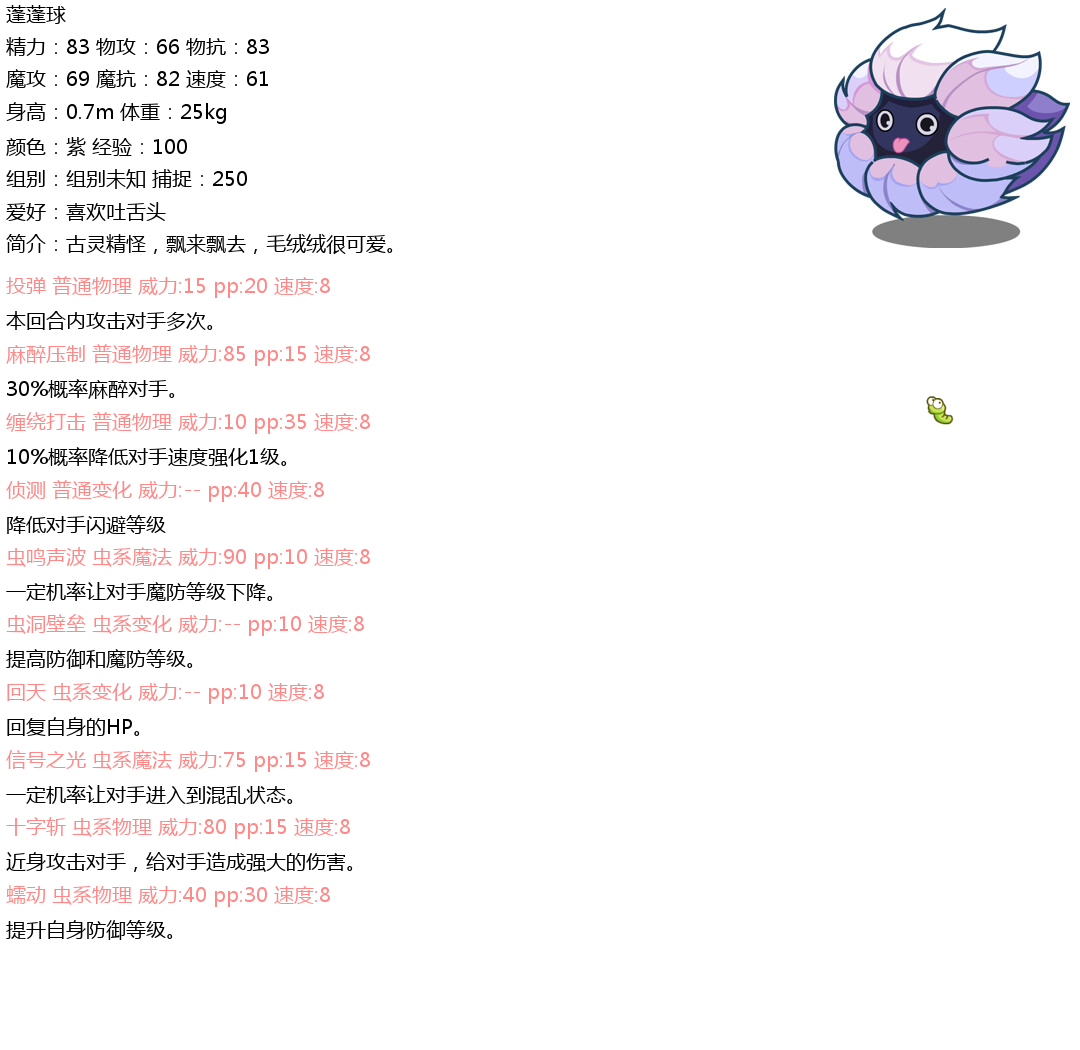 蓬蓬球
精力：83 物攻：66 物抗：83
魔攻：69 魔抗：82 速度：61
身高：0.7m 体重：25kg
颜色：紫 经验：100
组别：组别未知 捕捉：250
爱好：喜欢吐舌头
简介：古灵精怪，飘来飘去，毛绒绒很可爱。
投弹 普通物理 威力:15 pp:20 速度:8
本回合内攻击对手多次。
麻醉压制 普通物理 威力:85 pp:15 速度:8
30%概率麻醉对手。
缠绕打击 普通物理 威力:10 pp:35 速度:8
10%概率降低对手速度强化1级。
侦测 普通变化 威力:-- pp:40 速度:8
降低对手闪避等级
虫鸣声波 虫系魔法 威力:90 pp:10 速度:8
一定机率让对手魔防等级下降。
虫洞壁垒 虫系变化 威力:-- pp:10 速度:8
提高防御和魔防等级。
回天 虫系变化 威力:-- pp:10 速度:8
回复自身的HP。
信号之光 虫系魔法 威力:75 pp:15 速度:8
一定机率让对手进入到混乱状态。
十字斩 虫系物理 威力:80 pp:15 速度:8
近身攻击对手，给对手造成强大的伤害。
蠕动 虫系物理 威力:40 pp:30 速度:8
提升自身防御等级。